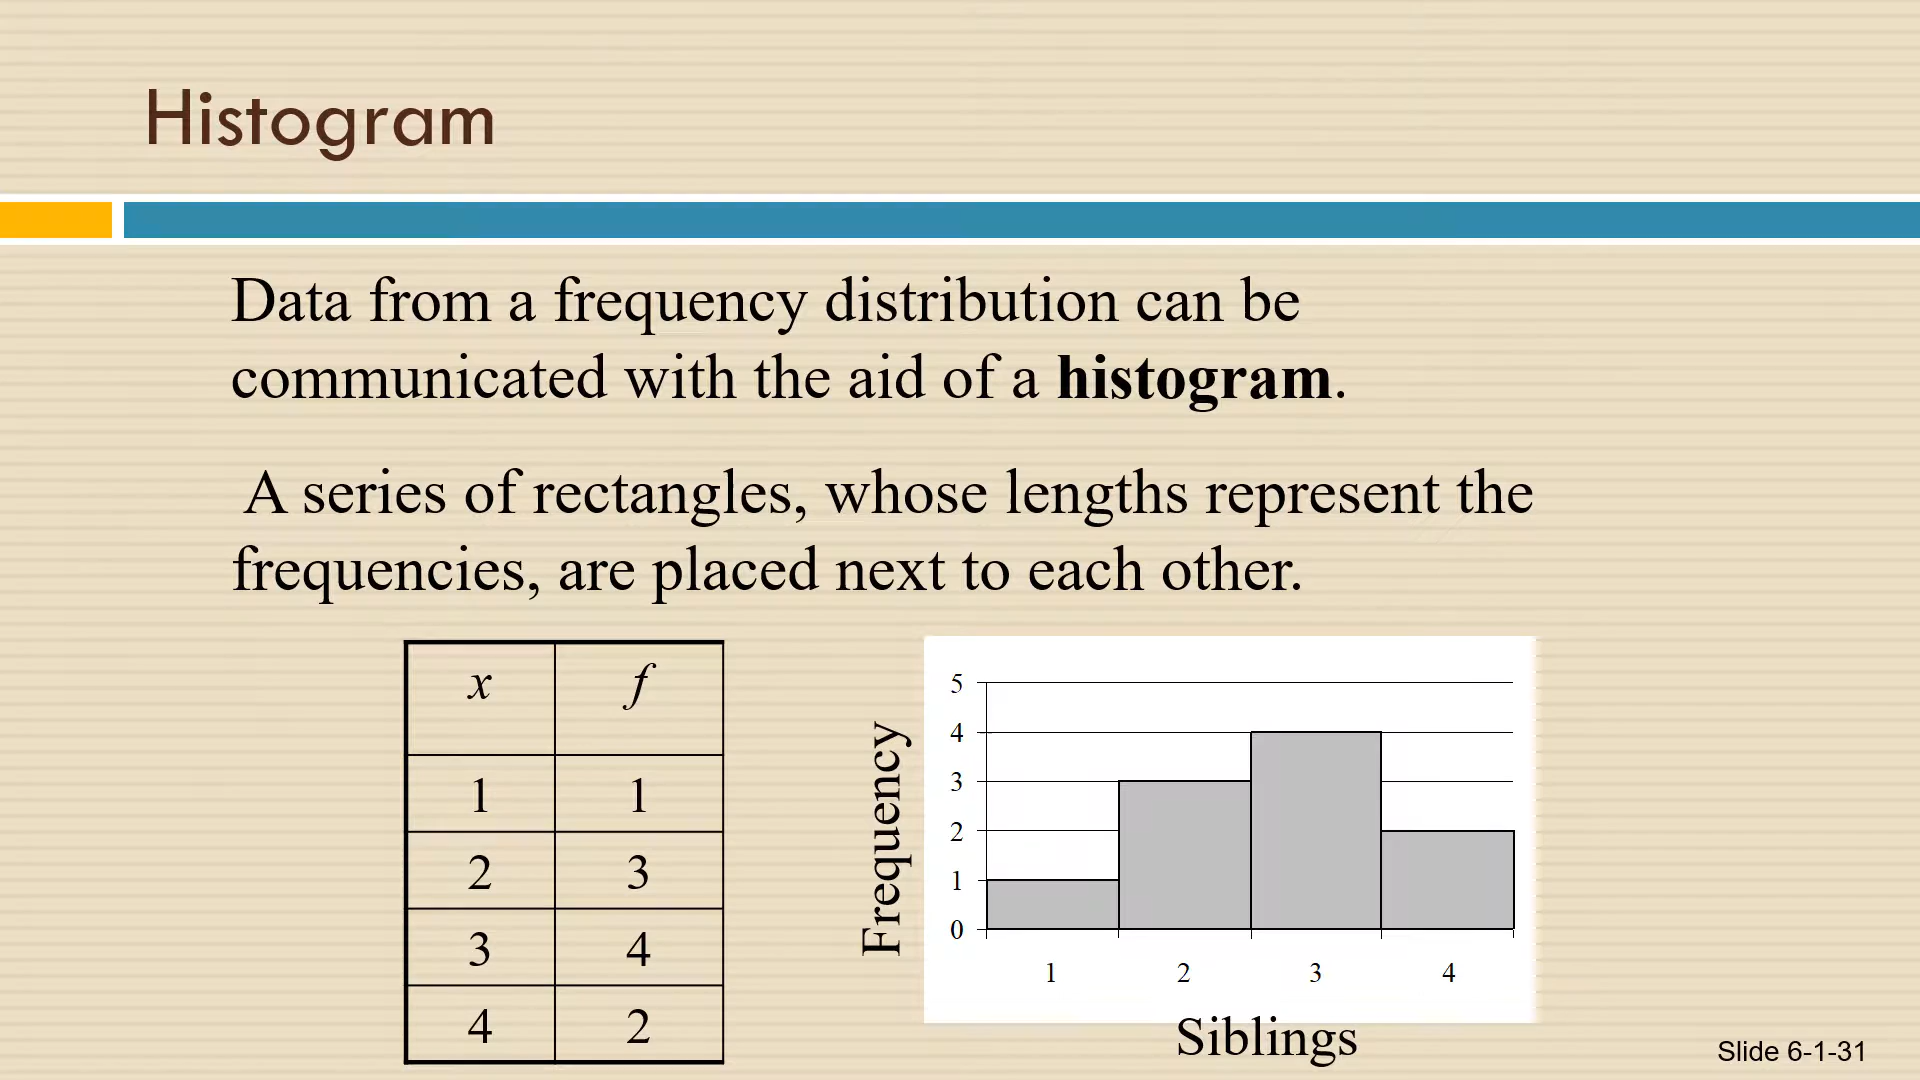 Histogram
Data from a frequency distribution can be
communicated with the aid of a histogram.
A series of rectangles, whose lengths represent the
frequencies, are placed next to each other.
x f
1 1
2 3
3 4
4 2
Frequency
5
4
3
2
1
0
1 2 3 4
Siblings
Slide 6-1-31